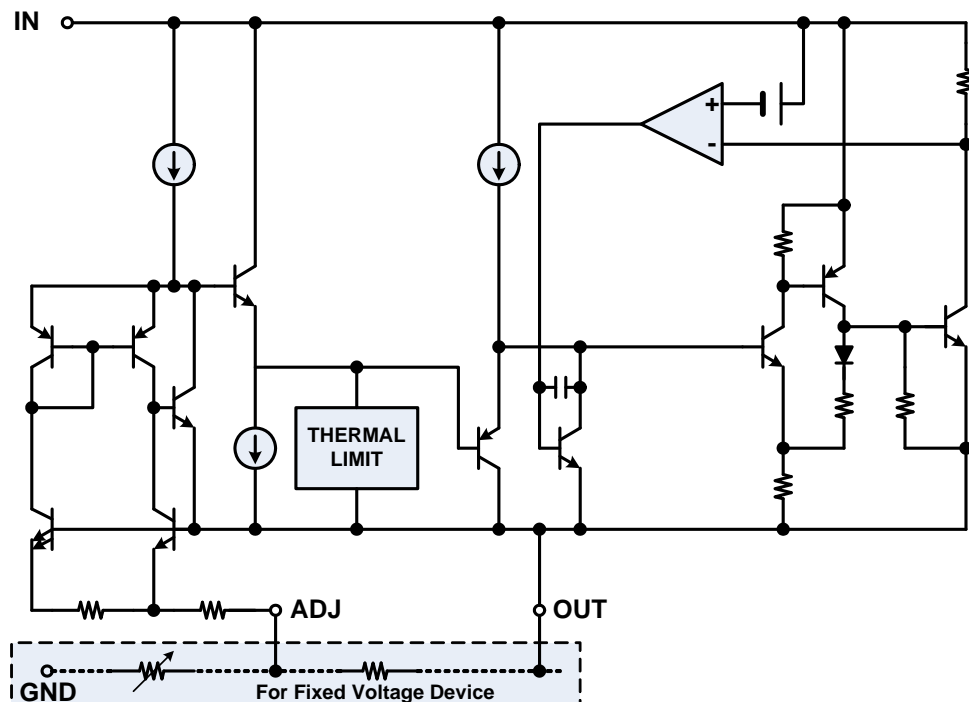 IN
+
-
THERMAL
LIMIT
ADJ
OUT
GND
For Fixed Voltage Device